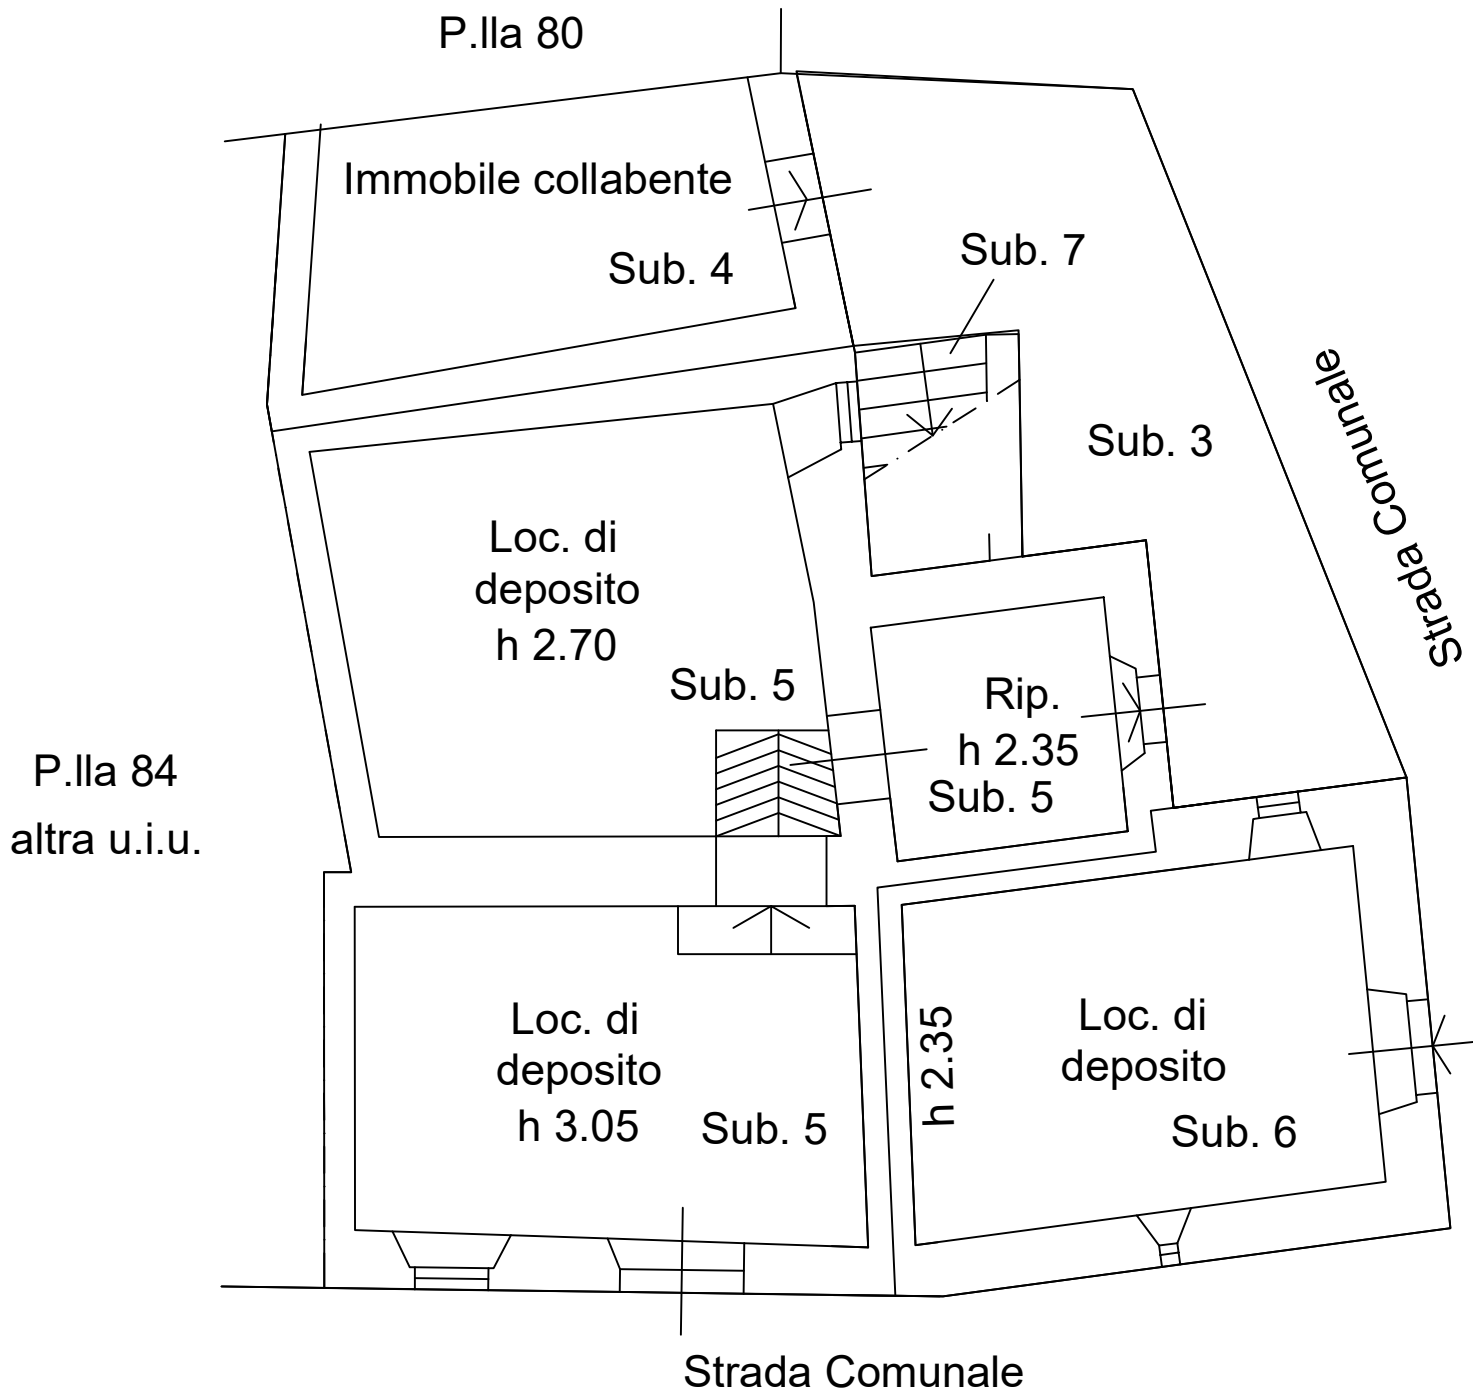 P.lla 80
Immobile collabente
Sub. 4
Sub. 7
Sub. 3
Strada Comunale
Loc. di
deposito
h 2.70
Sub. 5
Rip.
h 2.35
Sub. 5
P.lla 84
altra u.i.u.
Loc. di
deposito
h 3.05
Sub. 5
h 2.35
Loc. di
deposito
Sub. 6
Strada Comunale